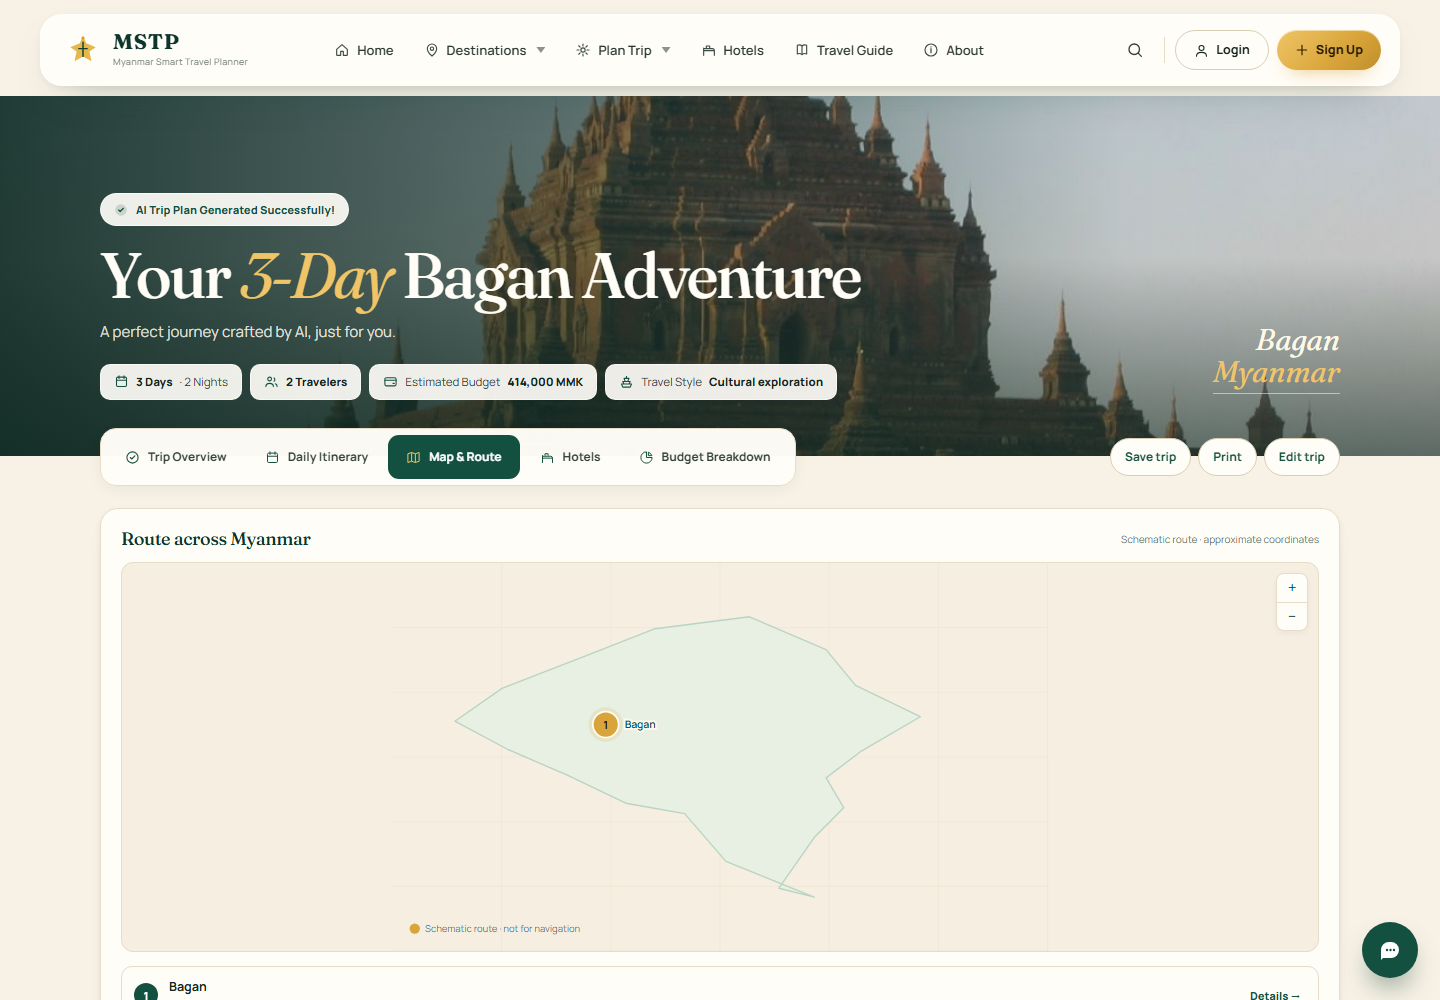 MSTP
Myanmar Smart Travel Planner
Home
Destinations
Plan Trip
Hotels
Travel Guide
About
Login
Sign Up
AI Trip Plan Generated Successfully!
Your 3-Day Bagan Adventure
A perfect journey crafted by AI, just for you.
3 Days · 2 Nights
2 Travelers
Estimated Budget 414,000 MMK
Travel Style Cultural exploration
Bagan
Myanmar
Trip Overview
Daily Itinerary
Map & Route
Hotels
Budget Breakdown
Save trip
Print
Edit trip
Route across Myanmar
Schematic route · approximate coordinates
+
−
1
Bagan
Schematic route · not for navigation
1
Bagan
Details →